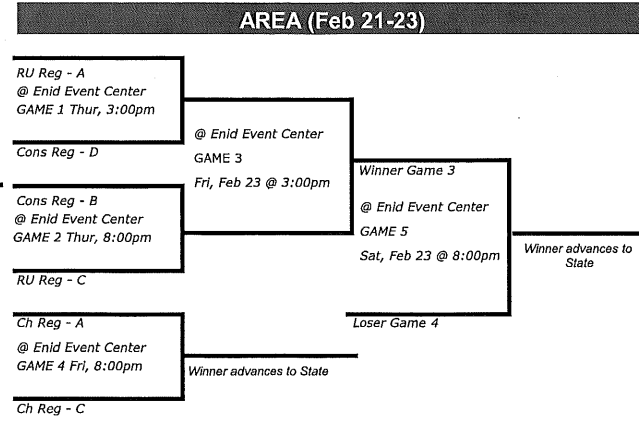 AREA (Feb 21-23)
RU Reg - A
@ Enid Event Center
GAME 1 Thur, 3:00pm
Cons Reg - D
@ Enid Event Center
GAME 3
Fri, Feb 23 @ 3:00pm
Cons Reg - B
@ Enid Event Center
GAME 2 Thur, 8:00pm
RU Reg - C
Winner Game 3
@ Enid Event Center
GAME 5
Sat, Feb 23 @ 8:00pm
Loser Game 4
Winner advances to
State
Ch Reg - A
@ Enid Event Center
GAME 4 Fri, 8:00pm
Ch Reg - C
Winner advances to State